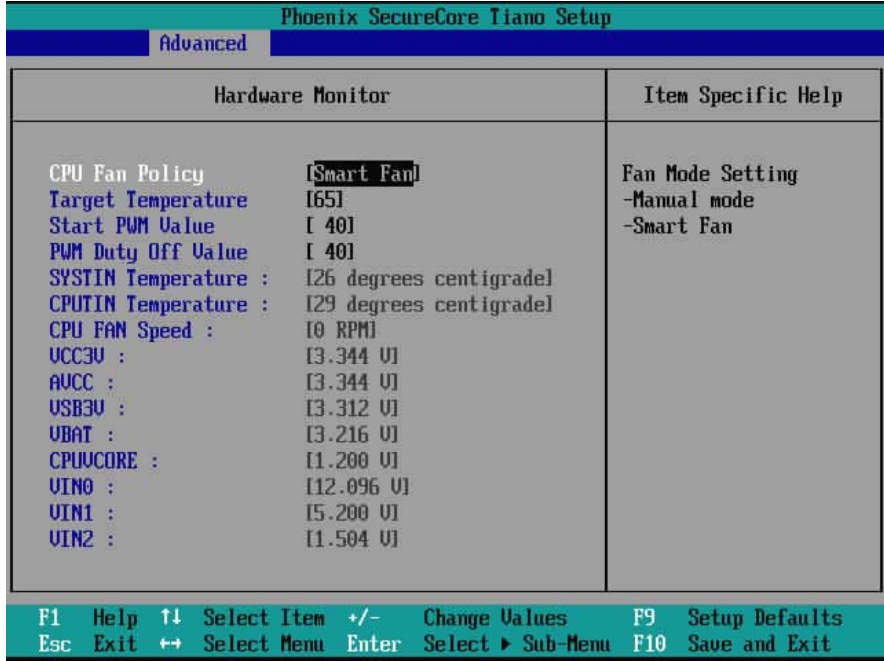 Phoenix SecureCore Tiano Setup
Advanced
Hardware Monitor
Item Specific Help
CPU Fan Policy [Smart Fan]
Target Temperature [65]
Start PWM Value [ 40]
PWM Duty Off Value [ 40]
SYSTIN Temperature : [26 degrees centigrade]
CPUTIN Temperature : [29 degrees centigrade]
CPU FAN Speed : [0 RPM]
VCC3V : [3.344 V]
AVCC : [3.344 V]
VSB3V : [3.312 V]
VBAT : [3.216 V]
CPUVCORE : [1.200 V]
VIN0 : [12.096 V]
VIN1 : [5.200 V]
VIN2 : [1.504 V]
Fan Mode Setting
-Manual mode
-Smart Fan
F1 Help ↑↓ Select Item +/- Change Values F9 Setup Defaults
Esc Exit ↔ Select Menu Enter Select ▶ Sub-Menu F10 Save and Exit